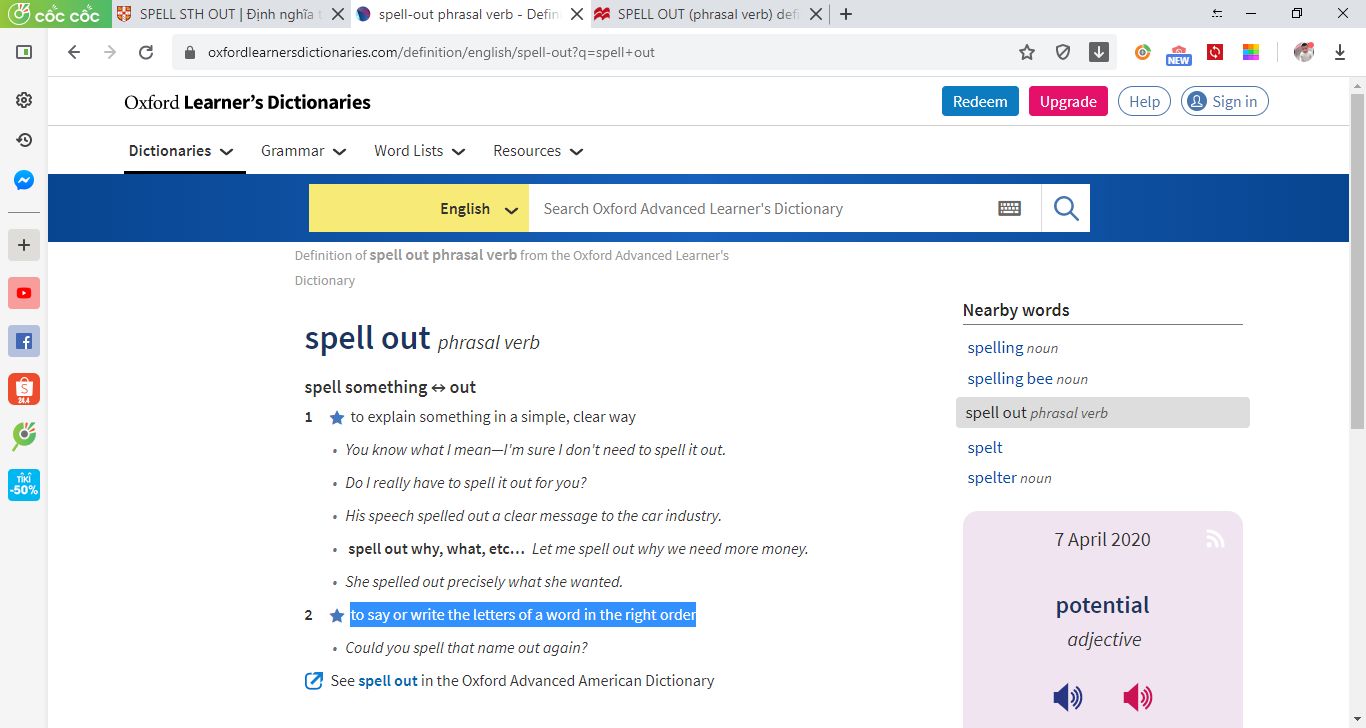 cốc cốc
SPELL STH OUT | Định nghĩa
spell-out phrasal verb - Defin
SPELL OUT (phrasal verb) defi
oxfordlearnersdictionaries.com/definition/english/spell-out?q=spell+out
NEW
Oxford Learner's Dictionaries
Redeem
Upgrade
Help
Sign in
Dictionaries
Grammar
Word Lists
Resources
English
Search Oxford Advanced Learner's Dictionary
Definition of spell out phrasal verb from the Oxford Advanced Learner's
Dictionary
spell out phrasal verb
spell something ↔ out
1 to explain something in a simple, clear way
• You know what I mean—I'm sure I don't need to spell it out.
• Do I really have to spell it out for you?
• His speech spelled out a clear message to the car industry.
• spell out why, what, etc… Let me spell out why we need more money.
• She spelled out precisely what she wanted.
2 to say or write the letters of a word in the right order
• Could you spell that name out again?
See spell out in the Oxford Advanced American Dictionary
Nearby words
spelling noun
spelling bee noun
spell out phrasal verb
spelt
spelter noun
7 April 2020
potential
adjective
S
24.4
TIKI
-50%